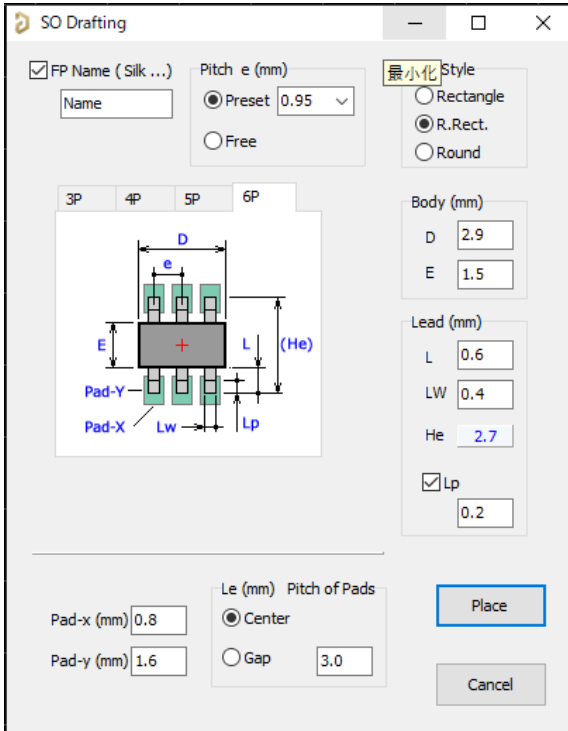 SO Drafting
FP Name ( Silk ...)
Name
Pitch e (mm)
Preset 0.95
Free
最小化
Style
Rectangle
R.Rect.
Round
3P 4P 5P 6P
D
e
E
L
(He)
Pad-Y
Pad-X
Lw
Lp
Body (mm)
D 2.9
E 1.5
Lead (mm)
L 0.6
LW 0.4
He 2.7
Lp
0.2
Pad-x (mm) 0.8
Pad-y (mm) 1.6
Le (mm) Pitch of Pads
Center
Gap 3.0
Place
Cancel